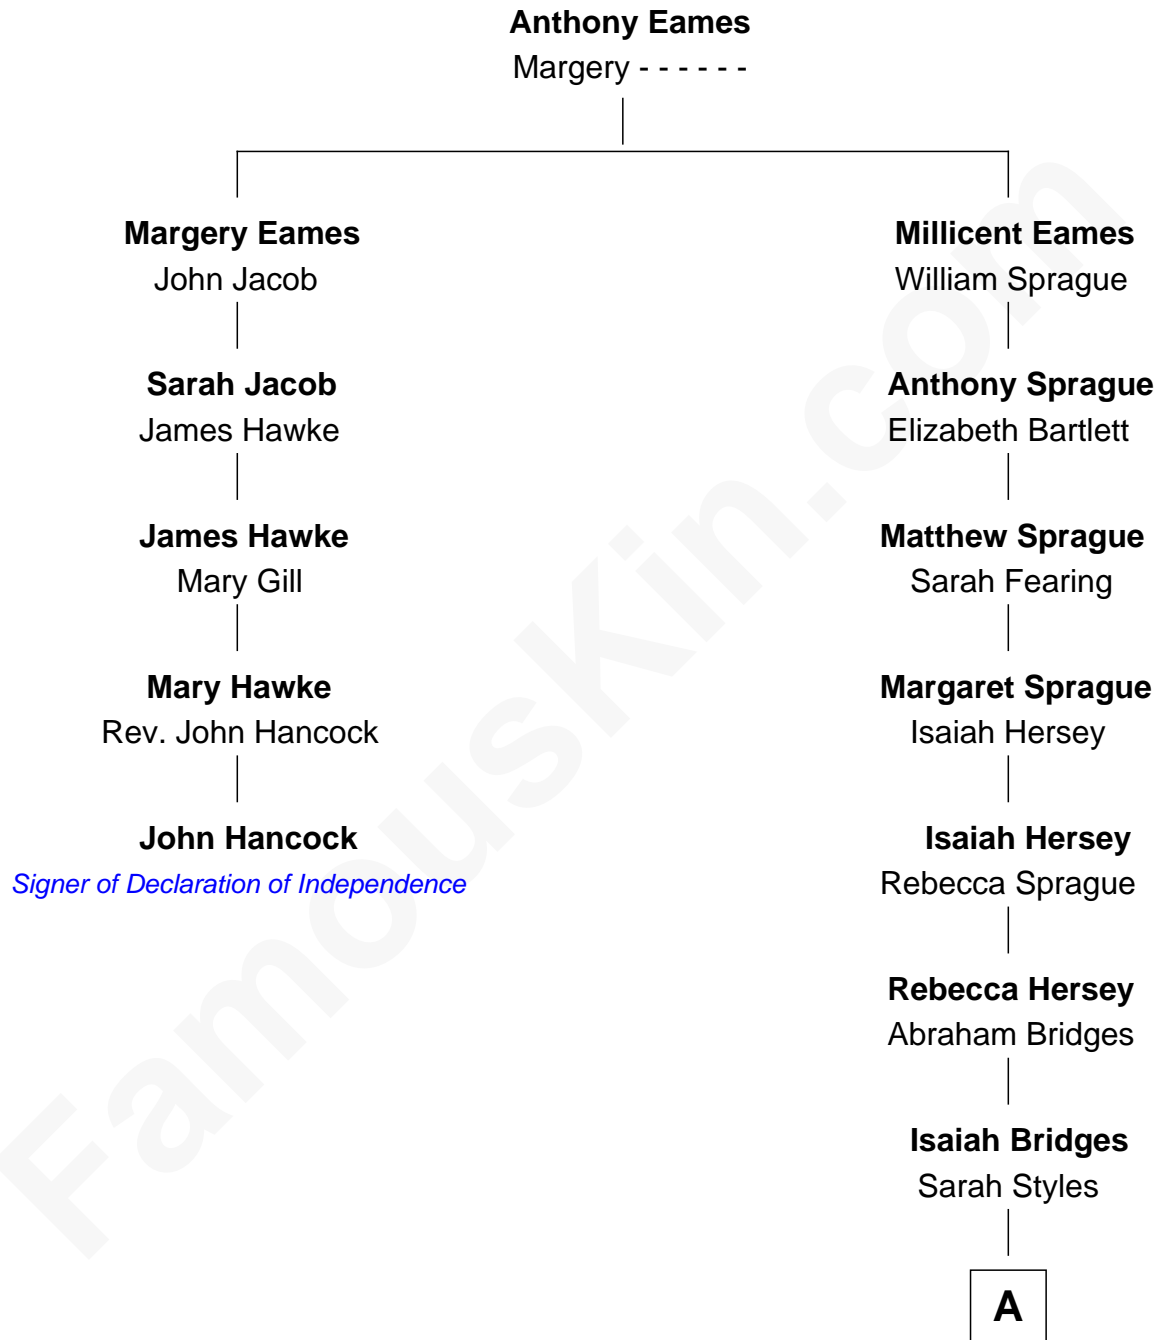 Anthony Eames
Margery - - - - - -
Margery Eames
John Jacob
Sarah Jacob
James Hawke
James Hawke
Mary Gill
Mary Hawke
Rev. John Hancock
John Hancock
Signer of Declaration of Independence
Millicent Eames
William Sprague
Anthony Sprague
Elizabeth Bartlett
Matthew Sprague
Sarah Fearing
Margaret Sprague
Isaiah Hersey
Isaiah Hersey
Rebecca Sprague
Rebecca Hersey
Abraham Bridges
Isaiah Bridges
Sarah Styles
A
FamousKin.com